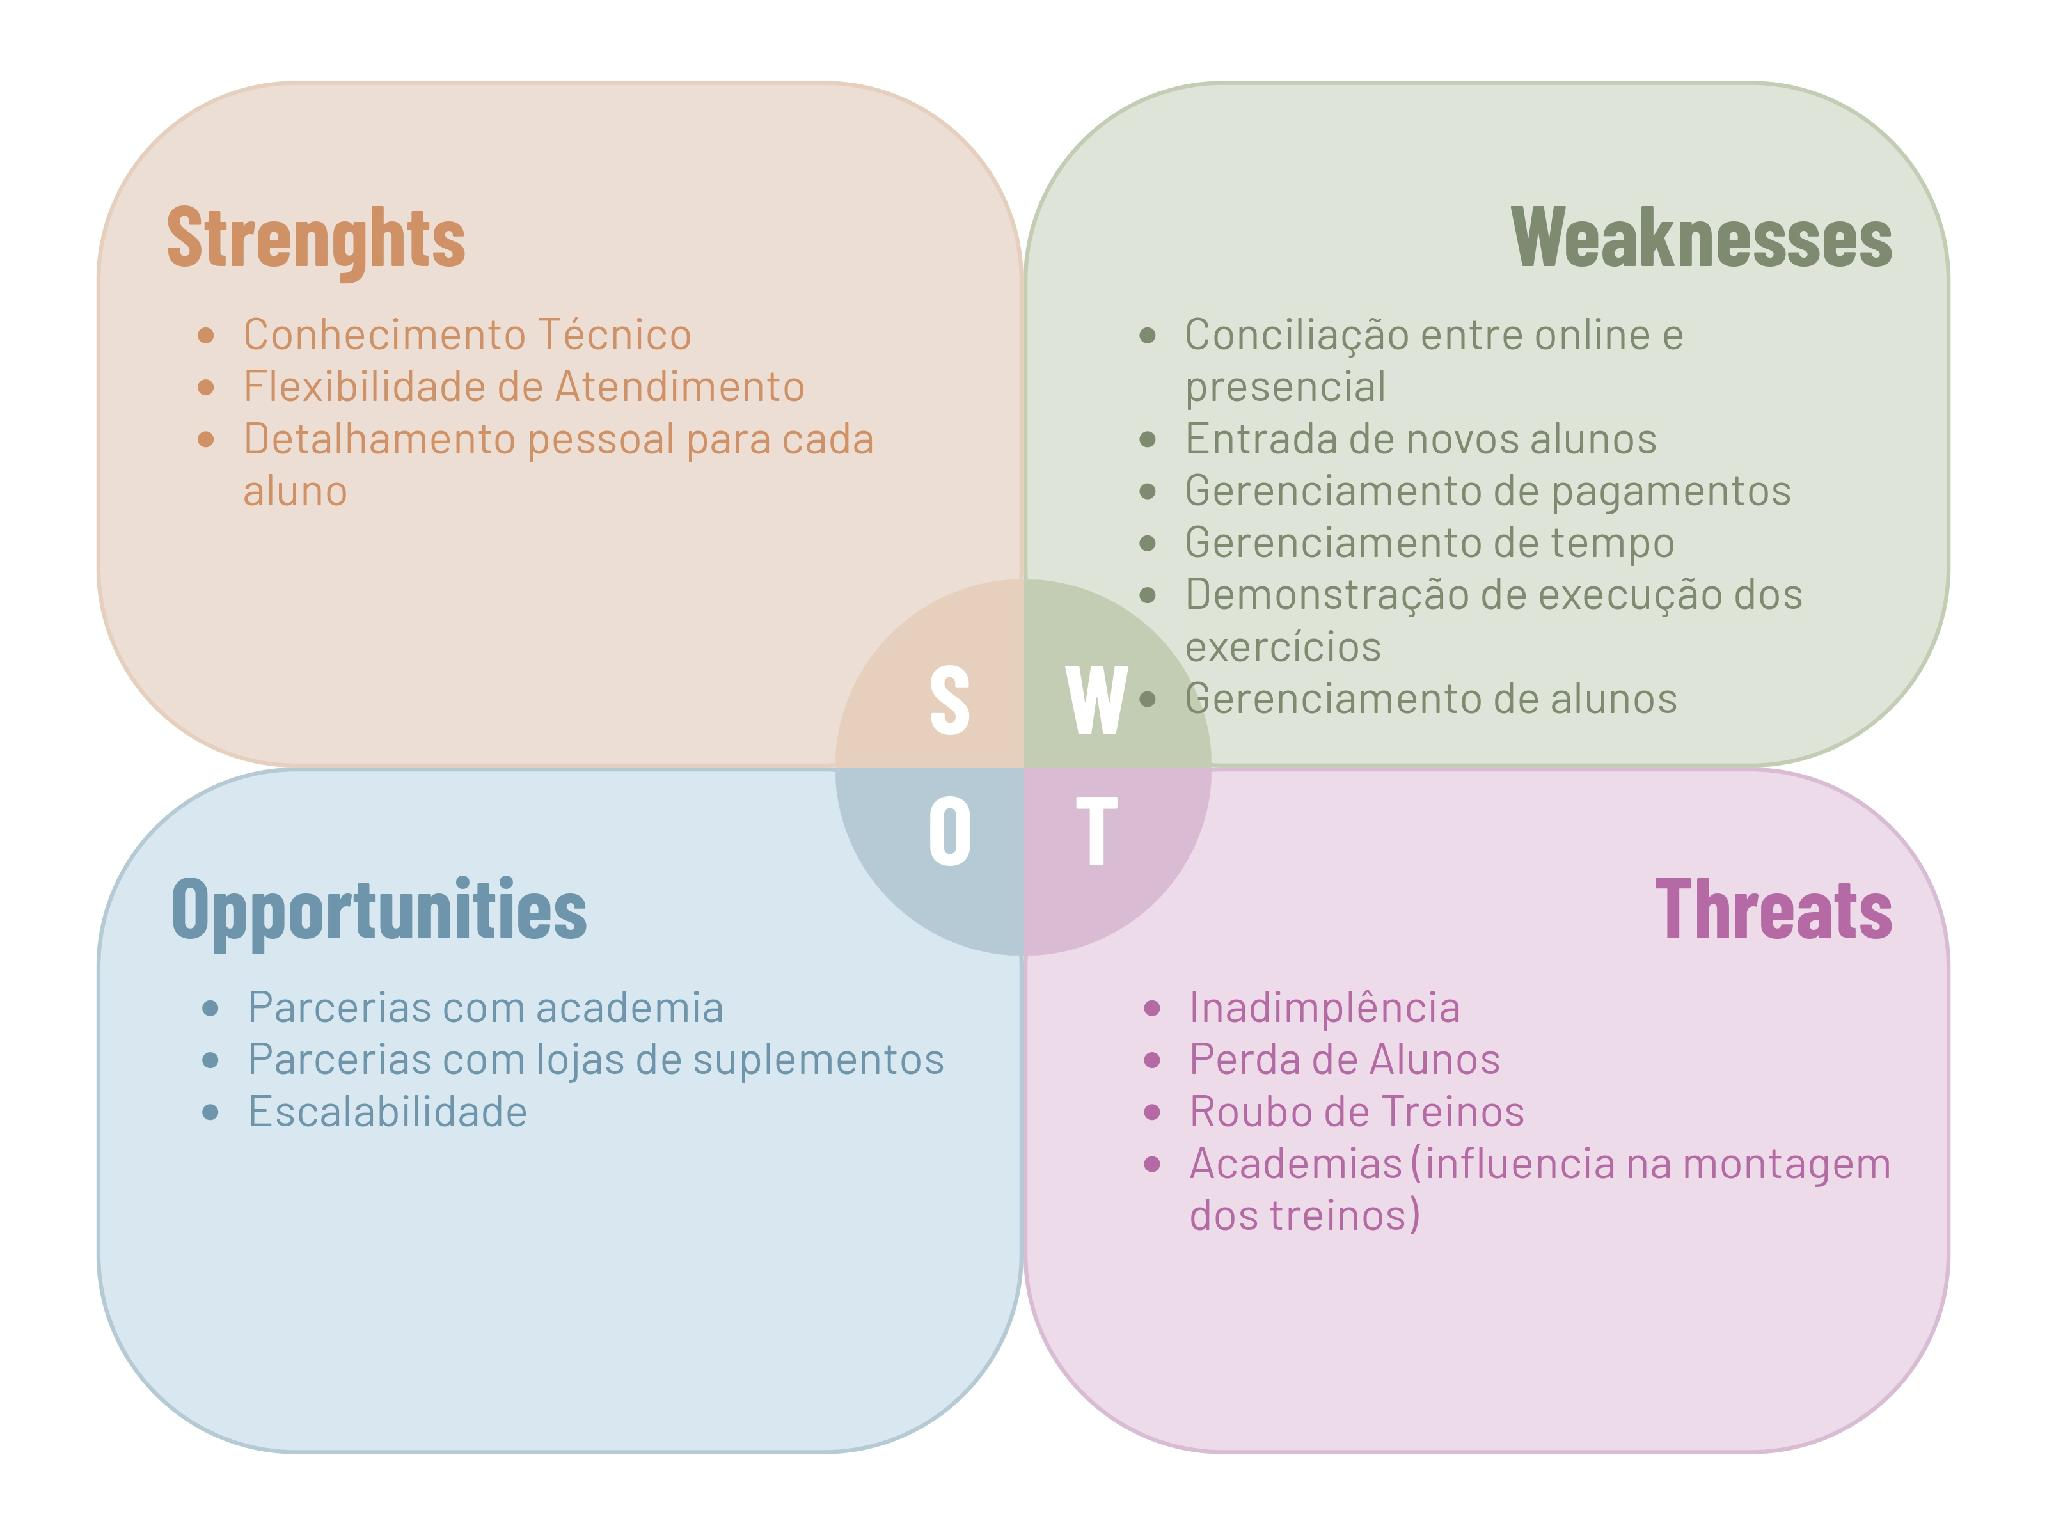 Strenghts
• Conhecimento Técnico
• Flexibilidade de Atendimento
• Detalhamento pessoal para cada
aluno
Weaknesses
• Conciliação entre online e
presencial
• Entrada de novos alunos
• Gerenciamento de pagamentos
• Gerenciamento de tempo
• Demonstração de execução dos
exercícios
• Gerenciamento de alunos
S W
O T
Opportunities
• Parcerias com academia
• Parcerias com lojas de suplementos
• Escalabilidade
Threats
• Inadimplência
• Perda de Alunos
• Roubo de Treinos
• Academias (influencia na montagem
dos treinos)